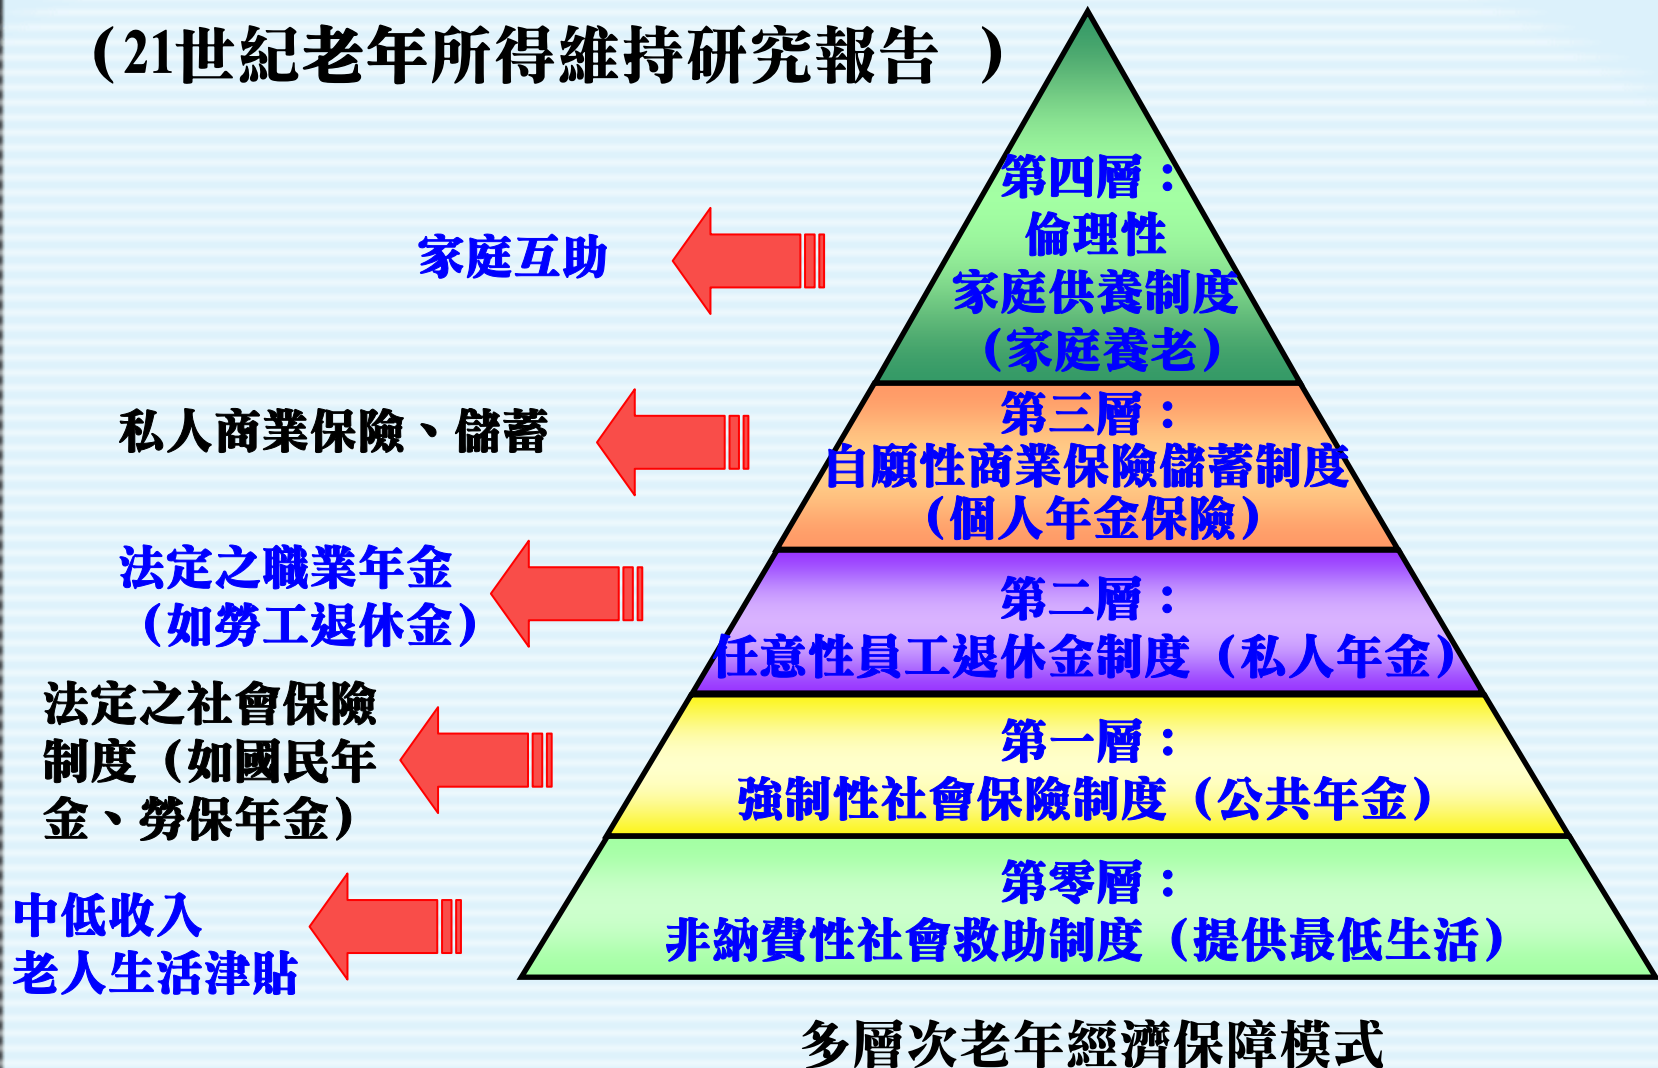 （21世紀老年所得維持研究報告 ）
第四層：
倫理性
家庭供養制度
（家庭養老）
家庭互助
第三層：
自願性商業保險儲蓄制度
（個人年金保險）
私人商業保險、儲蓄
第二層：
任意性員工退休金制度（私人年金）
法定之職業年金
（如勞工退休金）
第一層：
強制性社會保險制度（公共年金）
法定之社會保險
制度（如國民年
金、勞保年金）
第零層：
非納費性社會救助制度（提供最低生活）
中低收入
老人生活津貼
多層次老年經濟保障模式